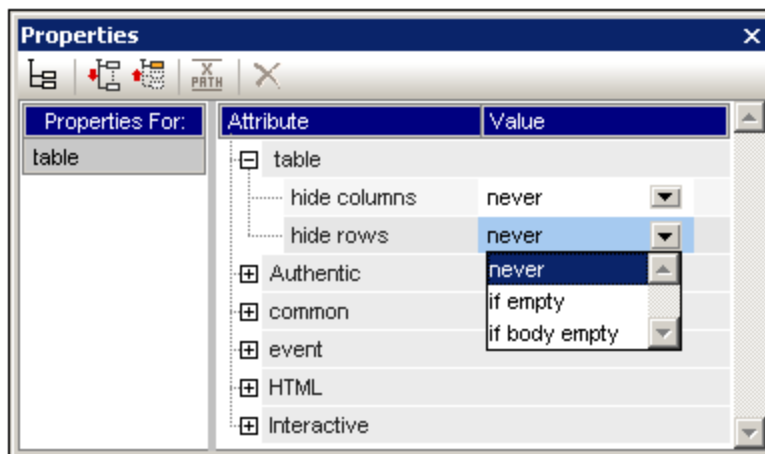 Properties
X
PATH
Properties For: Attribute Value
table table
hide columns never
hide rows never
Authentic never
common if empty
event if body empty
HTML
Interactive